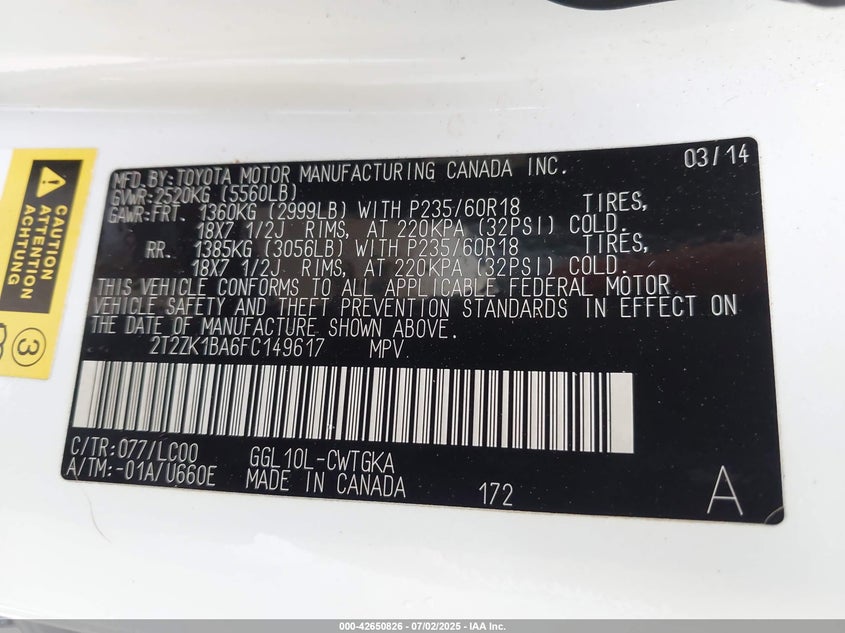 MFD.BY:TOYOTA MOTOR MANUFACTURING CANADA INC. 03/14
GVWR:2520KG (5560LB)
GAWR:FRT. 1360KG (2999LB) WITH P235/60R18 TIRES,
18X7 1/2J RIMS, AT 220KPA (32PSI) COLD.
RR. 1385KG (3056LB) WITH P235/60R18 TIRES,
18X7 1/2J RIMS, AT 220KPA (32PSI) COLD.
THIS VEHICLE CONFORMS TO ALL APPLICABLE FEDERAL MOTOR
VEHICLE SAFETY AND THEFT PREVENTION STANDARDS IN EFFECT ON
THE DATE OF MANUFACTURE SHOWN ABOVE.
2T2ZK1BA6FC149617 MPV
C/TR:077/LC00 GGL10L-CWTGKA
A/TM:-01A/U660E MADE IN CANADA 172 A
CAUTION
ATTENTION
ACHTUNG
3
000-42650826 - 07/02/2025 - IAA Inc.